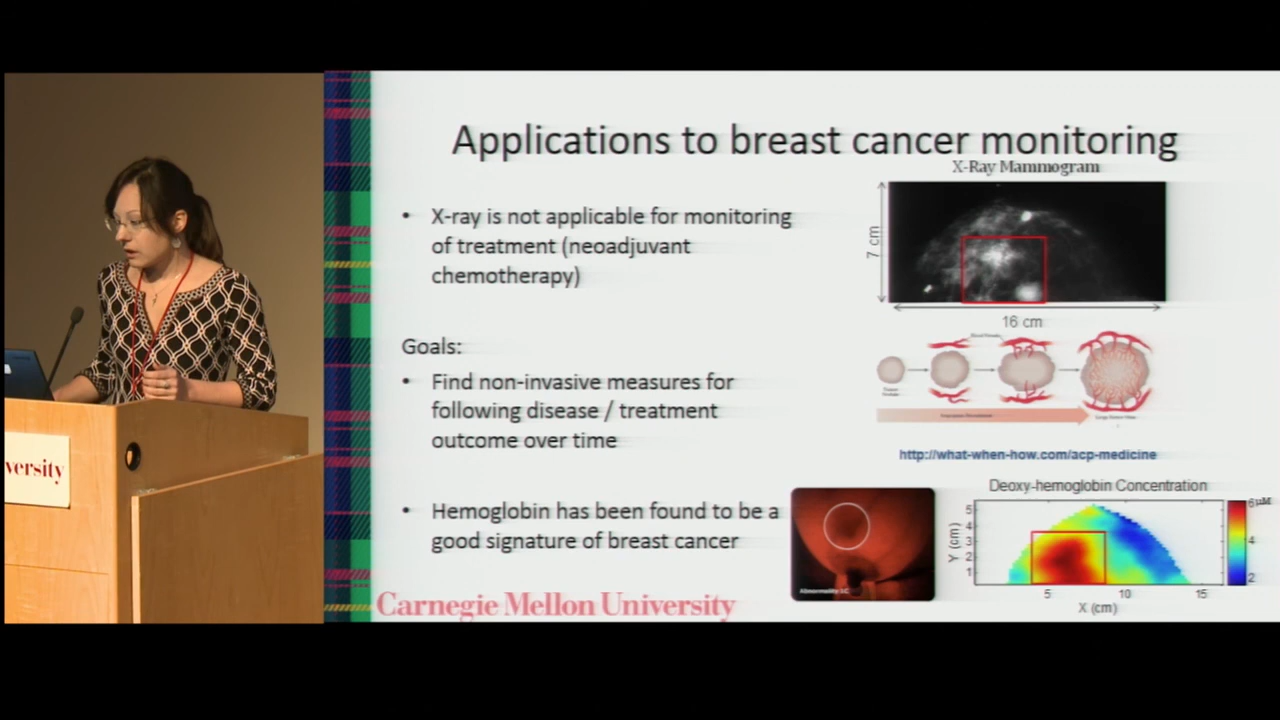 Applications to breast cancer monitoring
X-Ray Mammogram
• X-ray is not applicable for monitoring
of treatment (neoadjuvant
chemotherapy)
7 cm
16 cm
Goals:
• Find non-invasive measures for
following disease / treatment
outcome over time
http://what-when-how.com/acp-medicine
• Hemoglobin has been found to be a
good signature of breast cancer
Deoxy-hemoglobin Concentration
Y (cm)
5
4
3
2
1
5 10 15
X (cm)
6 µM
4
2
versity
Carnegie Mellon University